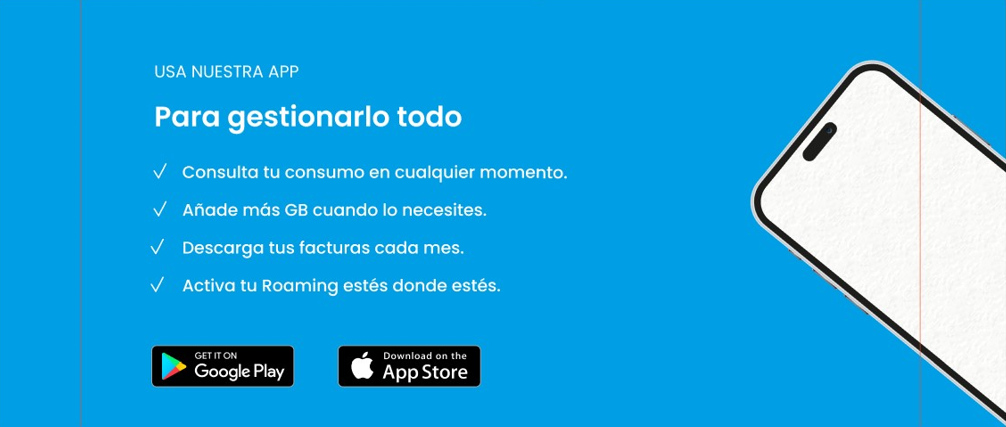 USA NUESTRA APP
Para gestionarlo todo
Consulta tu consumo en cualquier momento.
Añade más GB cuando lo necesites.
Descarga tus facturas cada mes.
Activa tu Roaming estés donde estés.
GET IT ON
Google Play
Download on the
App Store